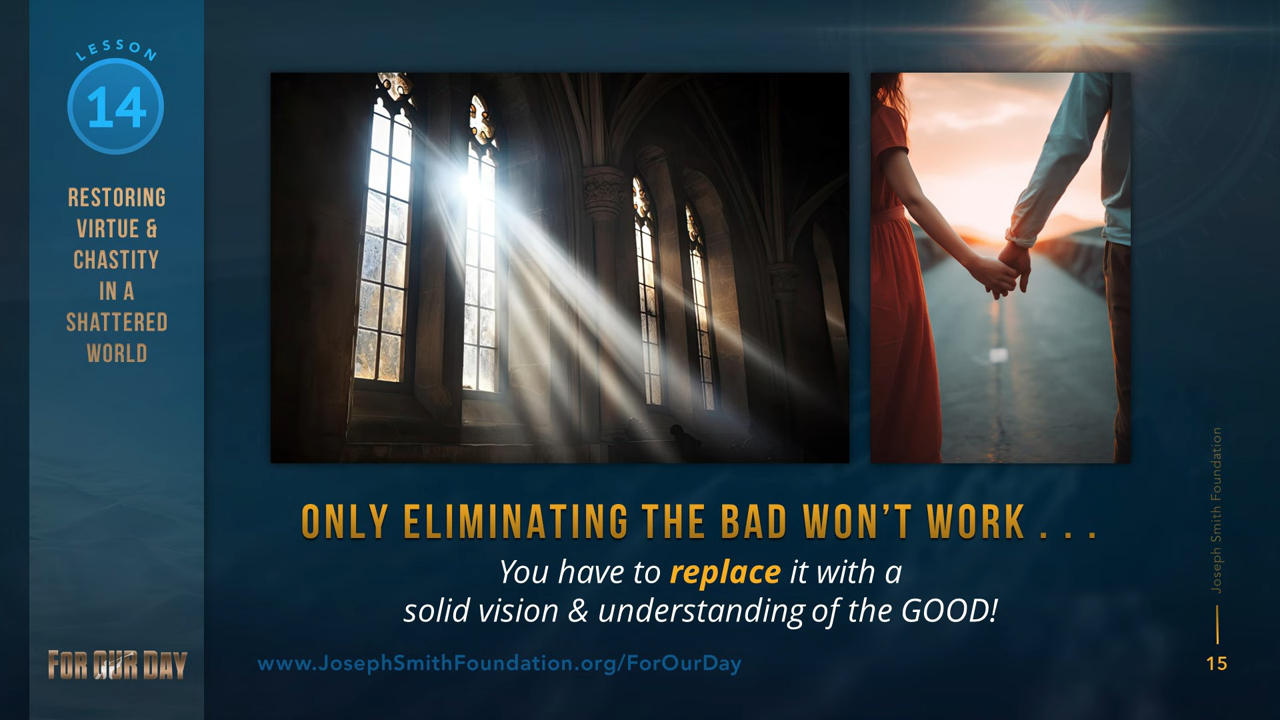 LESSON
14
RESTORING
VIRTUE &
CHASTITY
IN A
SHATTERED
WORLD
FOR OUR DAY
ONLY ELIMINATING THE BAD WON’T WORK . . .
You have to replace it with a
solid vision & understanding of the GOOD!
www.JosephSmithFoundation.org/ForOurDay
Joseph Smith Foundation
15